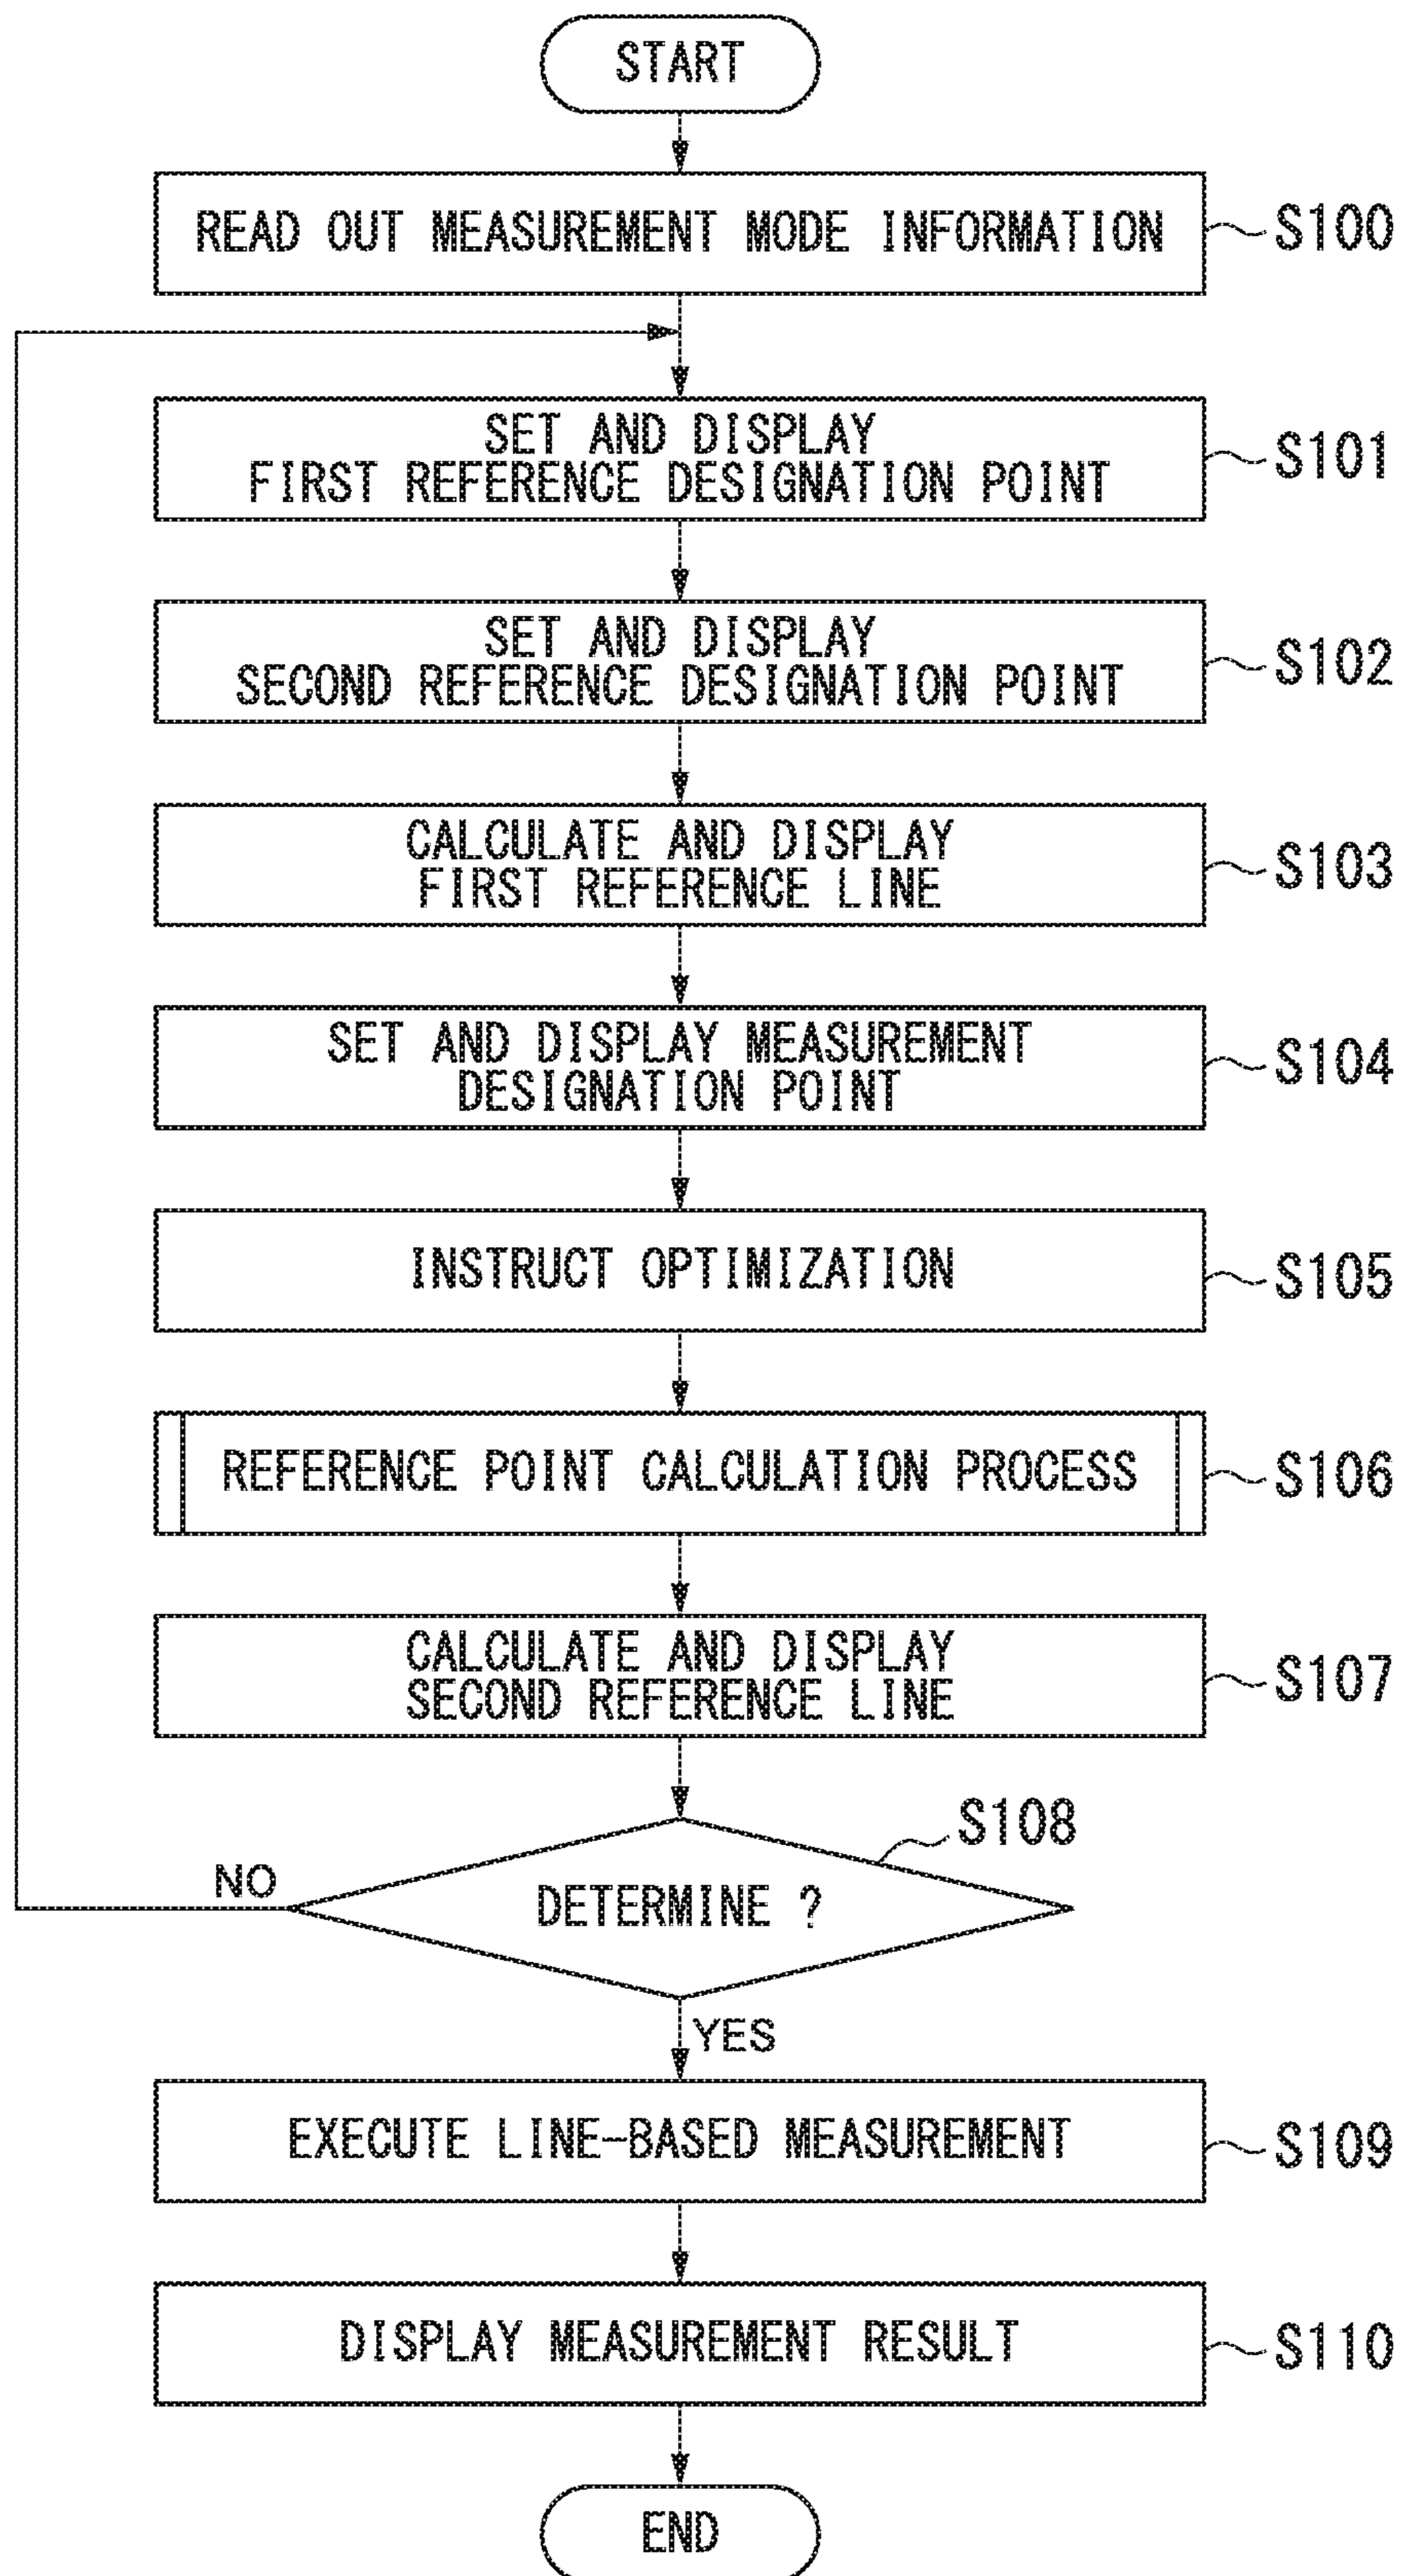 START
READ OUT MEASUREMENT MODE INFORMATION
S100
SET AND DISPLAY
FIRST REFERENCE DESIGNATION POINT
S101
SET AND DISPLAY
SECOND REFERENCE DESIGNATION POINT
S102
CALCULATE AND DISPLAY
FIRST REFERENCE LINE
S103
SET AND DISPLAY MEASUREMENT
DESIGNATION POINT
S104
INSTRUCT OPTIMIZATION
S105
REFERENCE POINT CALCULATION PROCESS
S106
CALCULATE AND DISPLAY
SECOND REFERENCE LINE
S107
S108
NO
DETERMINE ?
YES
EXECUTE LINE-BASED MEASUREMENT
S109
DISPLAY MEASUREMENT RESULT
S110
END